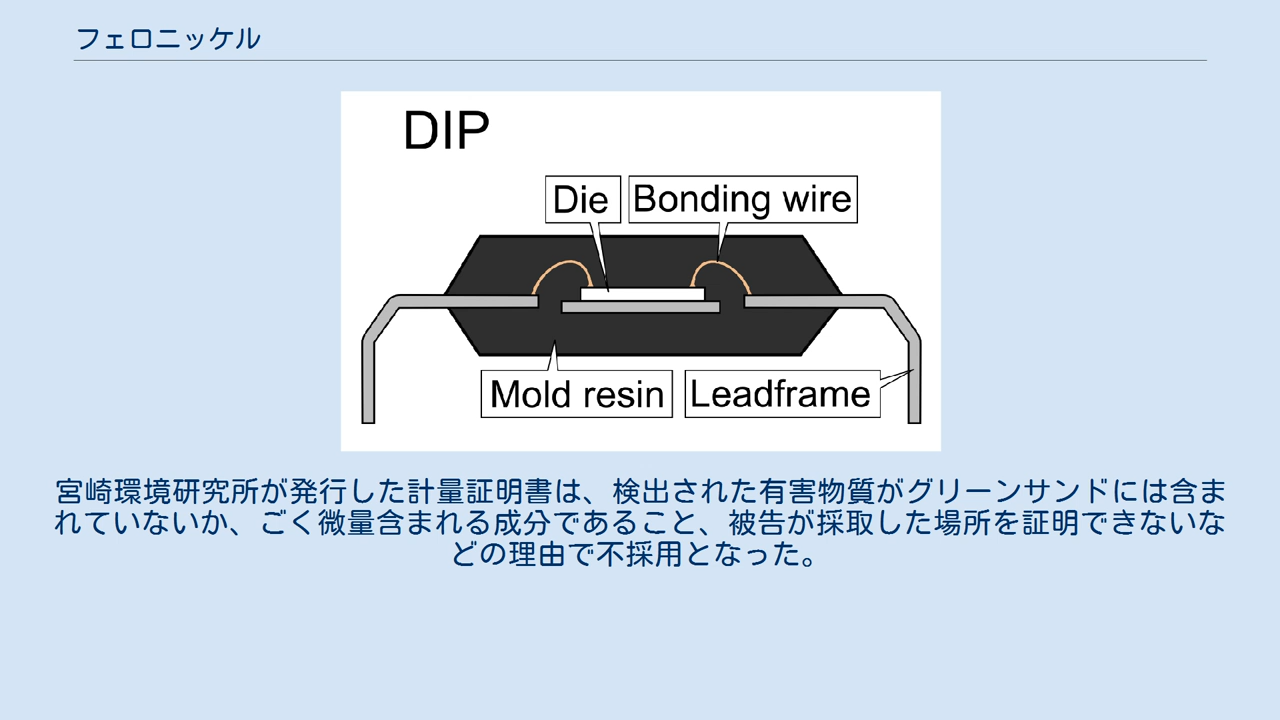 フェロニッケル
DIP
Die
Bonding wire
Mold resin
Leadframe
宮崎環境研究所が発行した計量証明書は、検出された有害物質がグリーンサンドには含ま
れていないか、ごく微量含まれる成分であること、被告が採取した場所を証明できないな
どの理由で不採用となった。